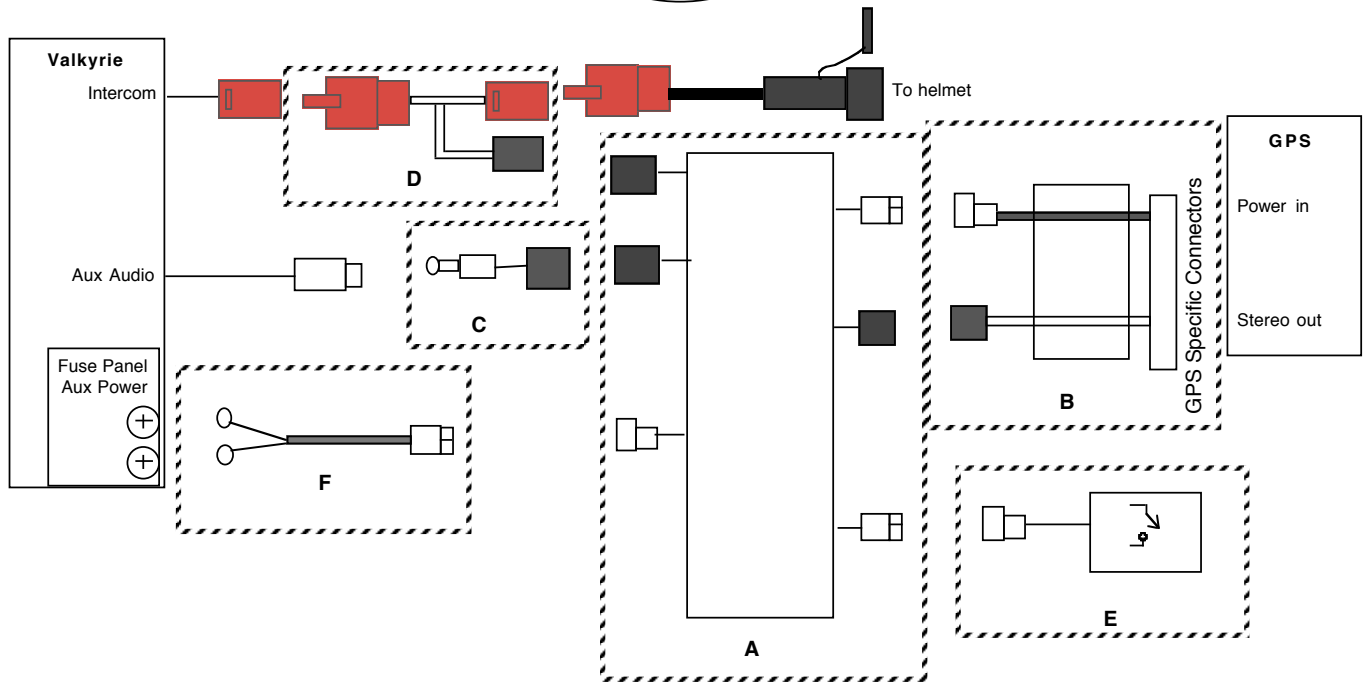 Valkyrie
Intercom
To helmet
GPS
D
Power in
GPS Specific Connectors
Aux Audio
C
Stereo out
Fuse Panel
Aux Power
B
F
E
A